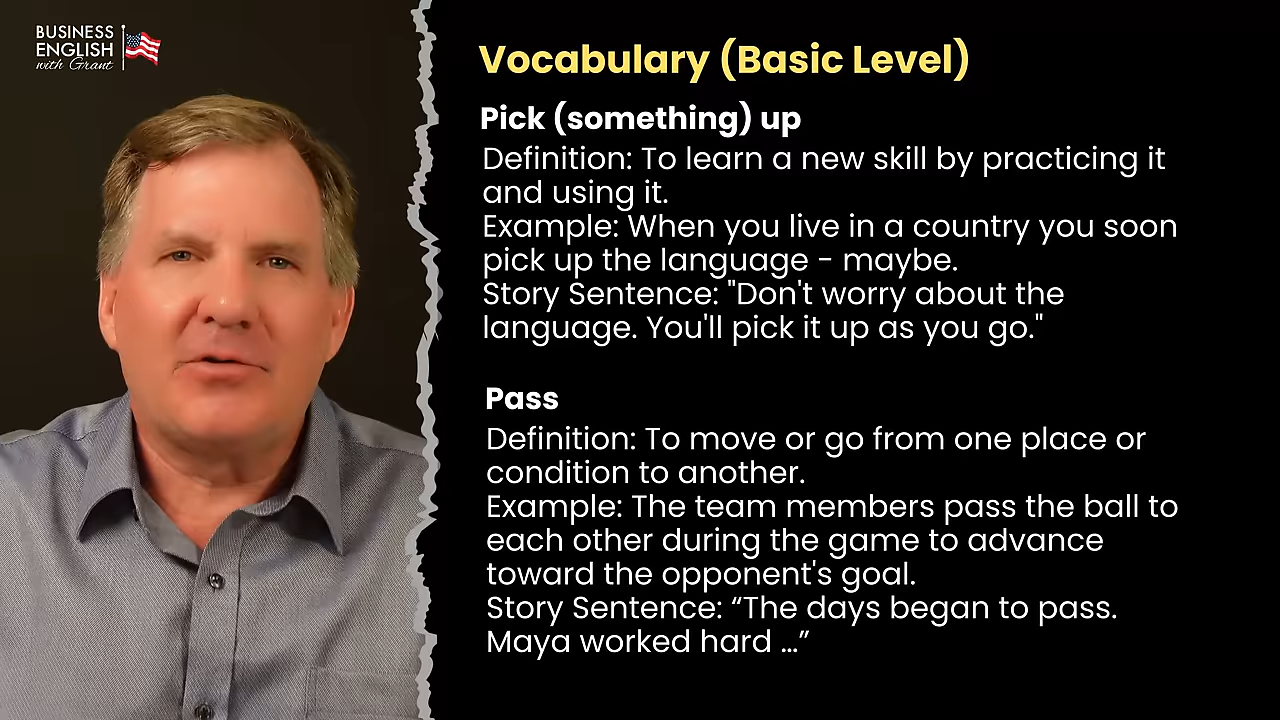 BUSINESS
ENGLISH
with Grant
Vocabulary (Basic Level)
Pick (something) up
Definition: To learn a new skill by practicing it
and using it.
Example: When you live in a country you soon
pick up the language - maybe.
Story Sentence: "Don't worry about the
language. You'll pick it up as you go."
Pass
Definition: To move or go from one place or
condition to another.
Example: The team members pass the ball to
each other during the game to advance
toward the opponent's goal.
Story Sentence: “The days began to pass.
Maya worked hard …”